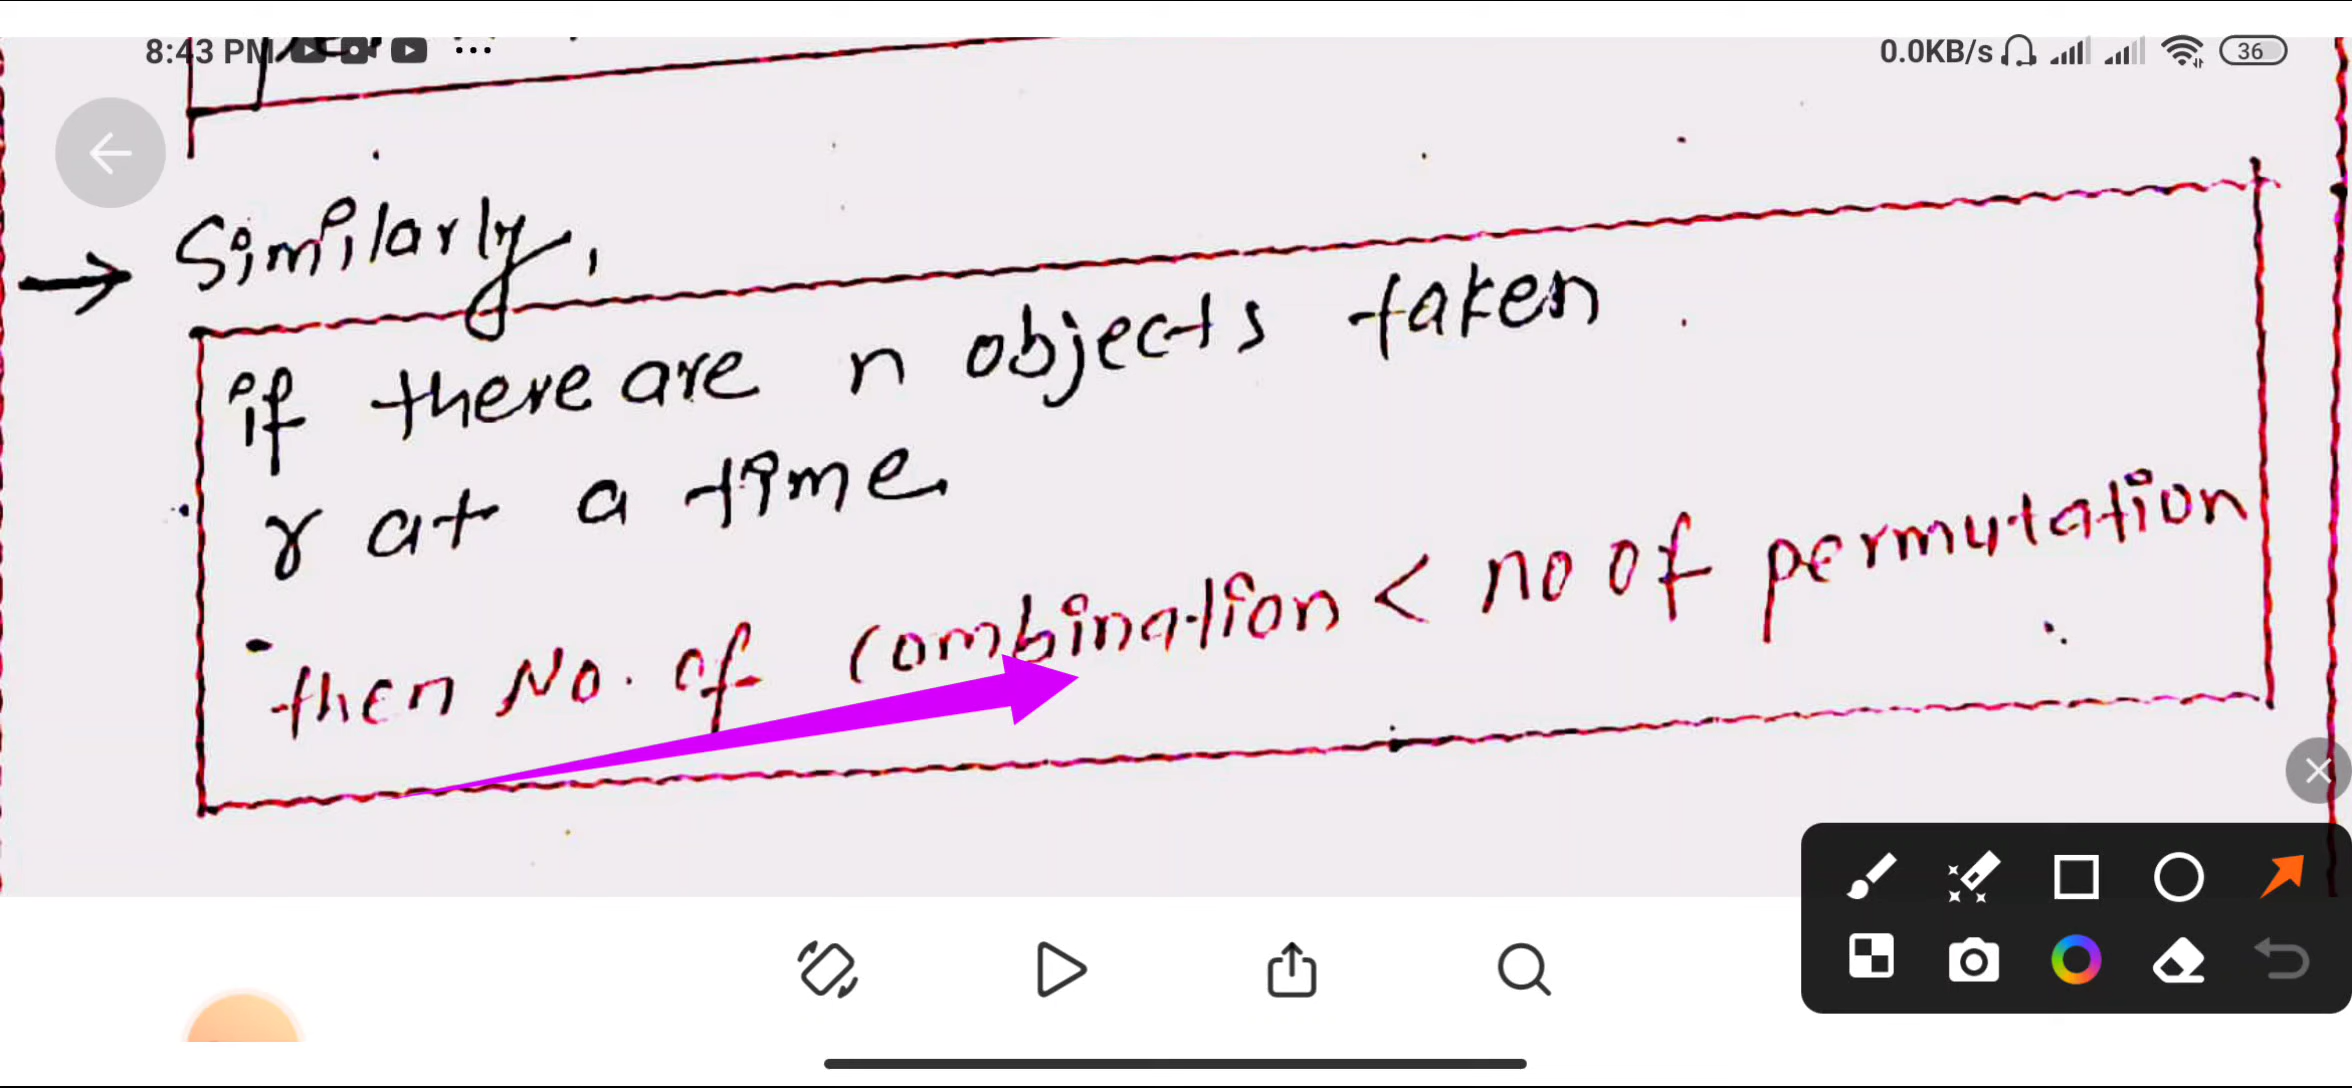 8:43 PM ...
0.0KB/s 36
→ Similarly,
if there are n objects taken
r at a time
then No. of combination < no of permutation